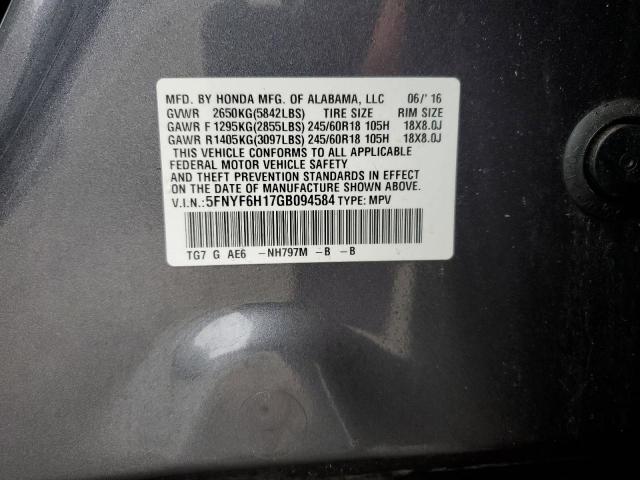 MFD. BY HONDA MFG. OF ALABAMA, LLC 06/'16
GVWR 2650KG(5842LBS) TIRE SIZE RIM SIZE
GAWR F 1295KG(2855LBS) 245/60R18 105H 18X8.0J
GAWR R1405KG(3097LBS) 245/60R18 105H 18X8.0J
THIS VEHICLE CONFORMS TO ALL APPLICABLE
FEDERAL MOTOR VEHICLE SAFETY
AND THEFT PREVENTION STANDARDS IN EFFECT
ON THE DATE OF MANUFACTURE SHOWN ABOVE.
V.I.N.: 5FNYF6H17GB094584 TYPE: MPV
TG7 G AE6 -NH797M -B -B